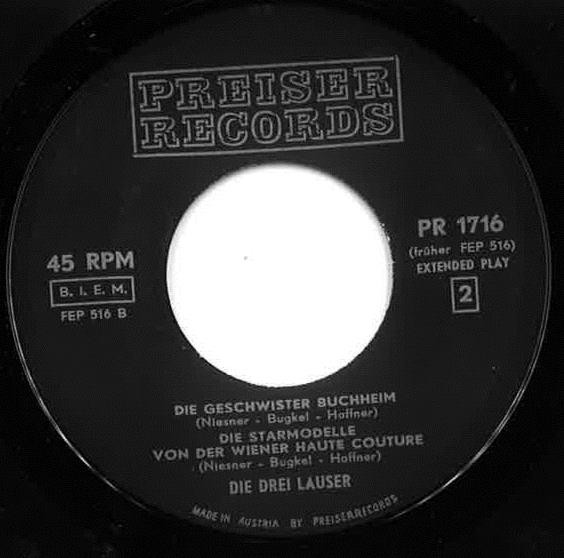 PREISER
RECORDS
45 RPM
B. I. E. M.
FEP 516 B
PR 1716
(früher FEP 516)
EXTENDED PLAY
2
DIE GESCHWISTER BUCHHEIM
(Niesner - Bugkel - Hoffner)
DIE STARMODELLE
VON DER WIENER HAUTE COUTURE
(Niesner - Bugkel - Hoffner)
DIE DREI LAUSER
MADE IN AUSTRIA BY PREISERRECORDS